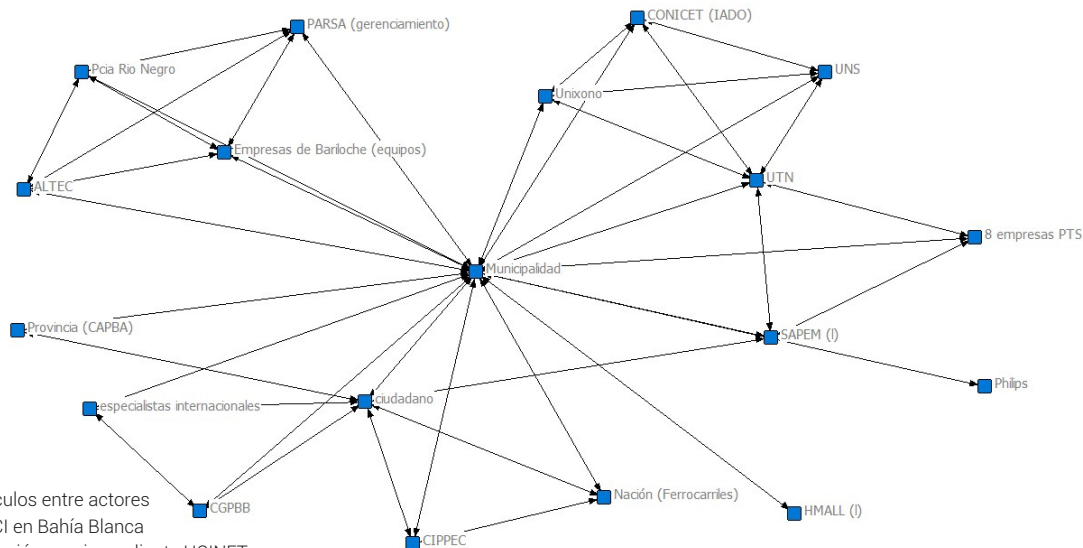 CONICET (IADO)
PARSA (gerenciamiento)
Pcia Rio Negro
UNS
Unixono
Empresas de Bariloche (equipos)
UTN
ALTEC
8 empresas PTS
Municipalidad
Provincia (CAPBA)
SAPEM (I)
Philips
ciudadano
especialistas internacionales
Nación (Ferrocarriles)
culos entre actores
CGPBB
HMALL (I)
CI en Bahía Blanca
CIPPEC